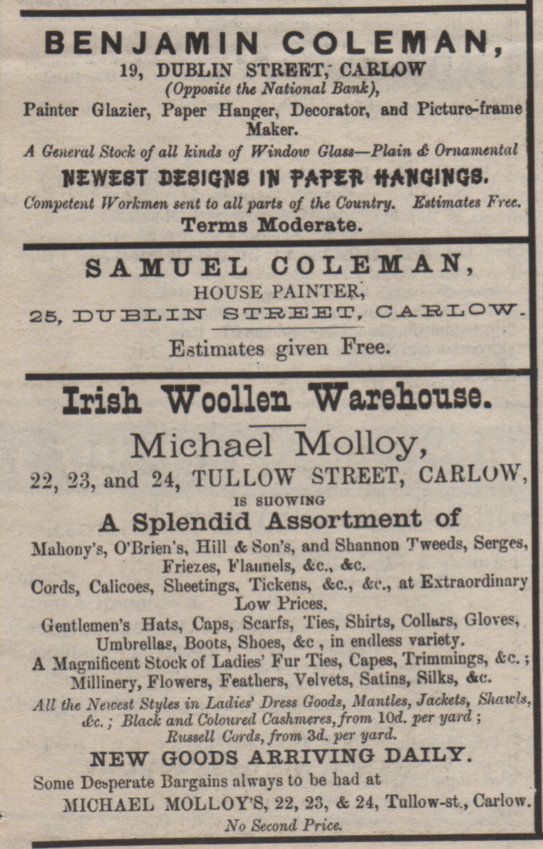 BENJAMIN COLEMAN,
19, DUBLIN STREET, CARLOW
(Opposite the National Bank),
Painter Glazier, Paper Hanger, Decorator, and Picture-frame
Maker.
A General Stock of all kinds of Window Glass—Plain & Ornamental
NEWEST DESIGNS IN PAPER HANGINGS.
Competent Workmen sent to all parts of the Country. Estimates Free.
Terms Moderate.
SAMUEL COLEMAN,
HOUSE PAINTER,
25, DUBLIN STREET, CARLOW.
Estimates given Free.
Irish Woollen Warehouse.
Michael Molloy,
22, 23, and 24, TULLOW STREET, CARLOW,
IS SHOWING
A Splendid Assortment of
Mahony's, O'Brien's, Hill & Son's, and Shannon Tweeds, Serges,
Friezes, Flannels, &c., &c.
Cords, Calicoes, Sheetings, Tickens, &c., &c., at Extraordinary
Low Prices.
Gentlemen's Hats, Caps, Scarfs, Ties, Shirts, Collars, Gloves,
Umbrellas, Boots, Shoes, &c , in endless variety.
A Magnificent Stock of Ladies' Fur Ties, Capes, Trimmings, &c. ;
Millinery, Flowers, Feathers, Velvets, Satins, Silks, &c.
All the Newest Styles in Ladies' Dress Goods, Mantles, Jackets, Shawls,
&c. ; Black and Coloured Cashmeres, from 10d. per yard ;
Russell Cords, from 3d. per yard.
NEW GOODS ARRIVING DAILY.
Some Desperate Bargains always to be had at
MICHAEL MOLLOY'S, 22, 23, & 24, Tullow-st., Carlow.
No Second Price.